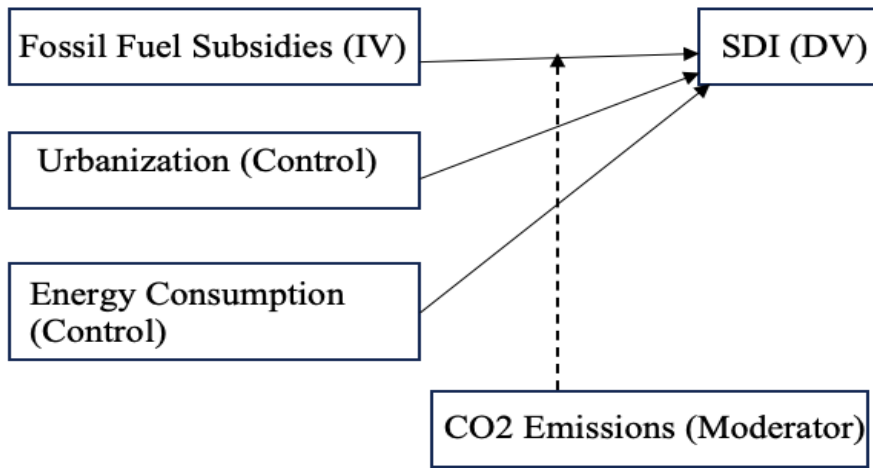 Fossil Fuel Subsidies (IV)
SDI (DV)
Urbanization (Control)
Energy Consumption
(Control)
CO2 Emissions (Moderator)